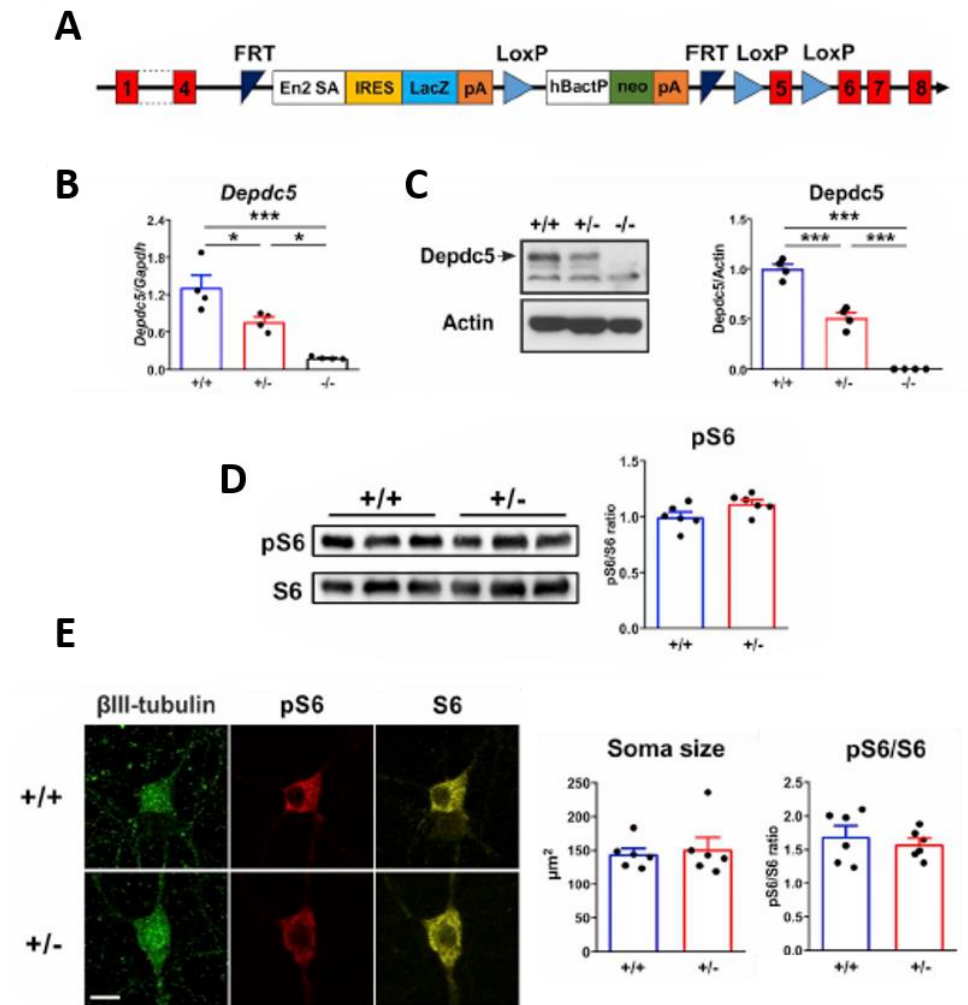 A
FRT LoxP FRT LoxP LoxP
1 4 En2 SA IRES LacZ pA hBactP neo pA 5 6 7 8
B
Depdc5
***
* *
Depdc5/Gapdh
2.4
1.8
1.2
0.6
0.0
+/+ +/- -/-
C
+/+ +/- -/-
Depdc5
Actin
Depdc5
***
*** ***
Depdc5/Actin
1.5
1.0
0.5
0.0
+/+ +/- -/-
D
+/+ +/-
pS6
S6
pS6
pS6/S6 ratio
1.5
1.0
0.5
0.0
+/+ +/-
E
βIII-tubulin pS6 S6
+/+
+/-
Soma size
µm²
250
200
150
100
50
0
+/+ +/-
pS6/S6
pS6/S6 ratio
2.5
2.0
1.5
1.0
0.5
0.0
+/+ +/-